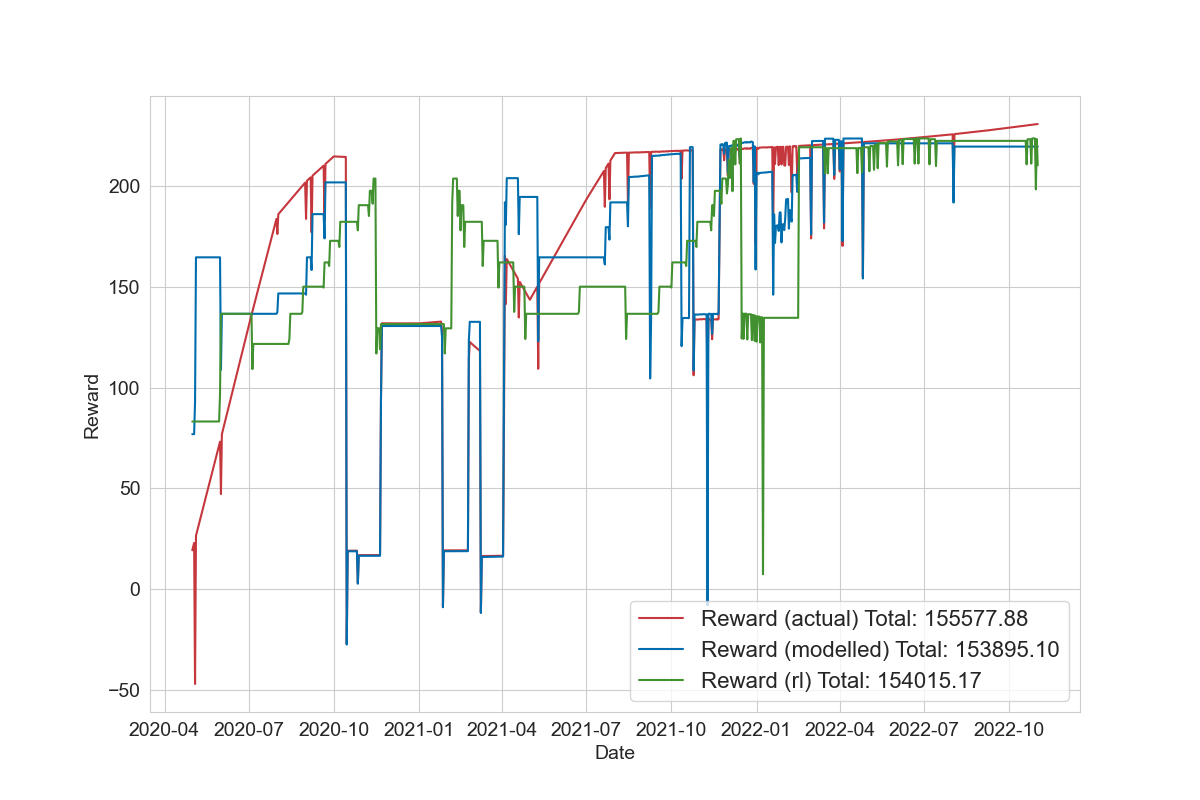 200
150
100
50
0
−50
Reward
Reward (actual) Total: 155577.88
Reward (modelled) Total: 153895.10
Reward (rl) Total: 154015.17
2020-04 2020-07 2020-10 2021-01 2021-04 2021-07 2021-10 2022-01 2022-04 2022-07 2022-10
Date